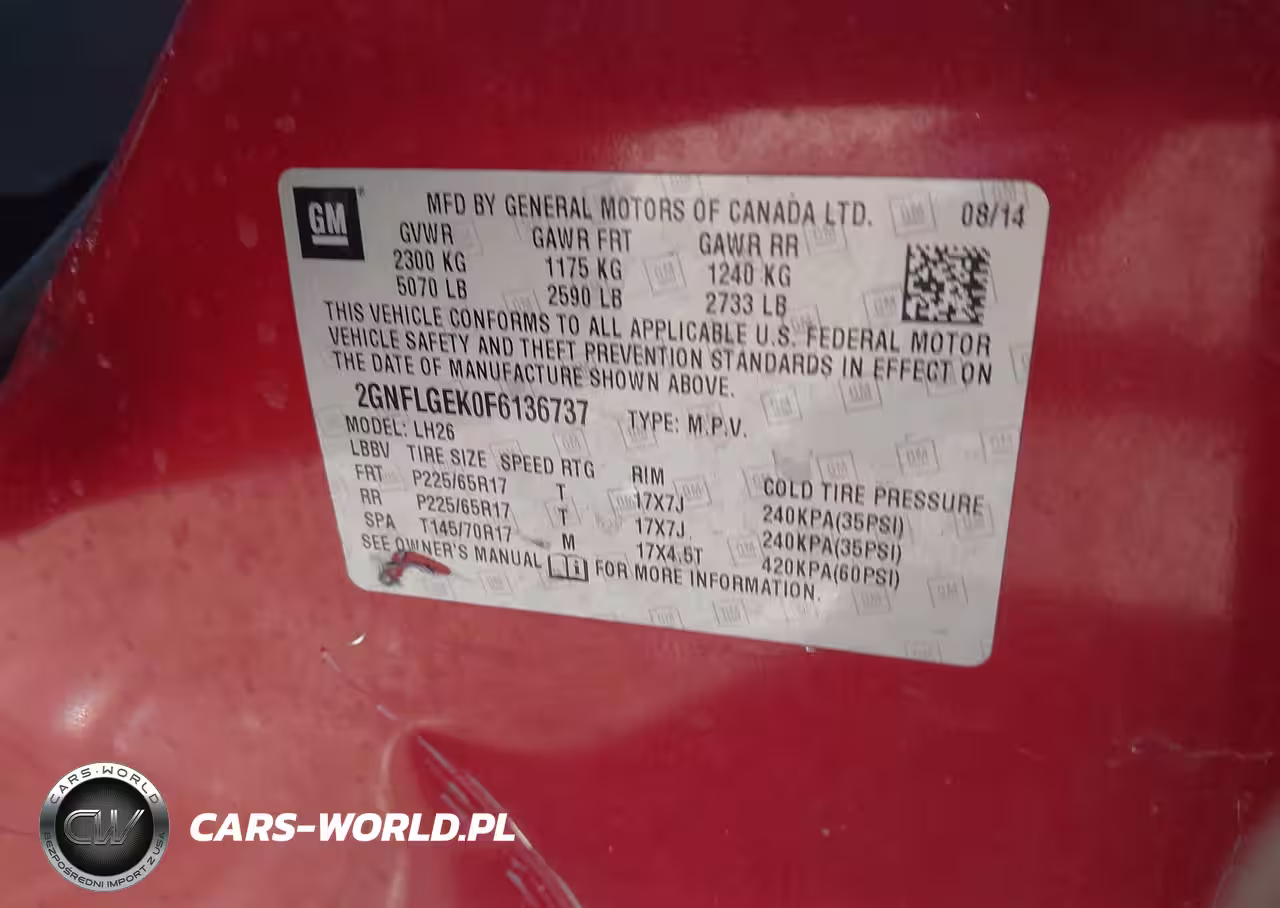 GM
MFD BY GENERAL MOTORS OF CANADA LTD. 08/14
GVWR GAWR FRT GAWR RR
2300 KG 1175 KG 1240 KG
5070 LB 2590 LB 2733 LB
THIS VEHICLE CONFORMS TO ALL APPLICABLE U.S. FEDERAL MOTOR
VEHICLE SAFETY AND THEFT PREVENTION STANDARDS IN EFFECT ON
THE DATE OF MANUFACTURE SHOWN ABOVE.
2GNFLGEK0F6136737 TYPE: M.P.V.
MODEL: LH26
LBBV TIRE SIZE SPEED RTG RIM COLD TIRE PRESSURE
FRT P225/65R17 T 17X7J 240KPA(35PSI)
RR P225/65R17 T 17X7J 240KPA(35PSI)
SPA T145/70R17 M 17X4.5T 420KPA(60PSI)
SEE OWNER'S MANUAL FOR MORE INFORMATION.
CARS-WORLD
CW
BEZPOŚREDNI IMPORT Z USA
CARS-WORLD.PL